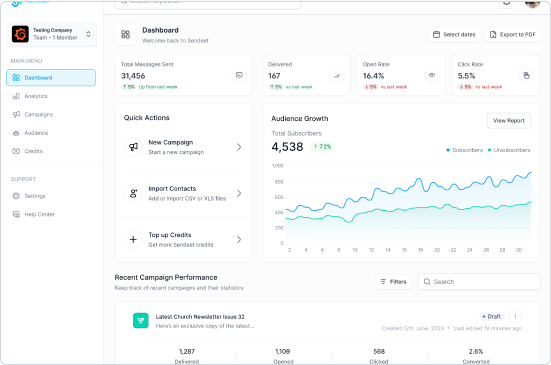 Testing Company
Team - 1 Member
MAIN MENU
Dashboard
Analytics
Campaigns
Audience
Credits
SUPPORT
Settings
Help Center
Dashboard
Welcome back to Sendeet
Select dates
Export to PDF
Total Messages Sent
31,456
↑ 5% Up from last week
Delivered
167
↑ 5% vs last week
Open Rate
16.4%
↓ 5% vs last week
Click Rate
5.5%
↓ 5% vs last week
Quick Actions
New Campaign
Start a new campaign
Import Contacts
Add or import CSV or XLS files
Top up Credits
Get more Sendeet credits
Audience Growth
View Report
Total Subscribers
4,538
↑ 7.2%
Subscribers
Unsubscribers
1,000
800
600
400
200
0
2 4 6 8 10 12 14 16 18 20 22 24 26 28 30
Recent Campaign Performance
Keep track of recent campaigns and their statistics
Filters
Search
Latest Church Newsletter Issue 32
Here's an exclusive copy of the latest...
Draft
Created 12th June, 2023 • Last edited 19 minutes ago
1,287
Delivered
1,109
Opened
568
Clicked
2.6%
Converted